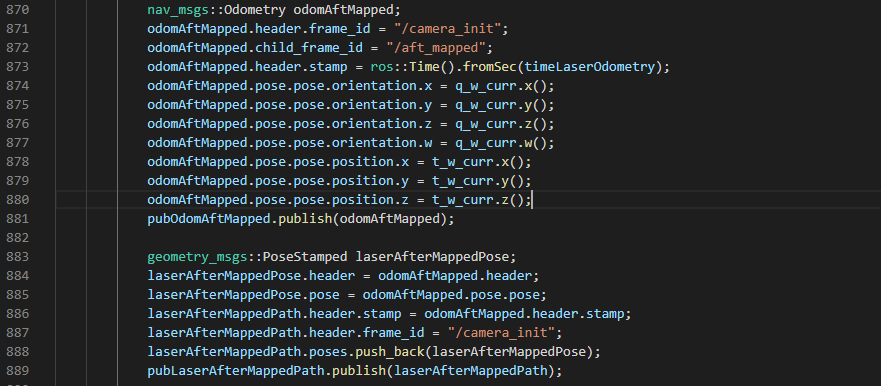 870 nav_msgs::Odometry odomAftMapped;
871 odomAftMapped.header.frame_id = "/camera_init";
872 odomAftMapped.child_frame_id = "/aft_mapped";
873 odomAftMapped.header.stamp = ros::Time().fromSec(timeLaserOdometry);
874 odomAftMapped.pose.pose.orientation.x = q_w_curr.x();
875 odomAftMapped.pose.pose.orientation.y = q_w_curr.y();
876 odomAftMapped.pose.pose.orientation.z = q_w_curr.z();
877 odomAftMapped.pose.pose.orientation.w = q_w_curr.w();
878 odomAftMapped.pose.pose.position.x = t_w_curr.x();
879 odomAftMapped.pose.pose.position.y = t_w_curr.y();
880 odomAftMapped.pose.pose.position.z = t_w_curr.z();
881 pubOdomAftMapped.publish(odomAftMapped);
882
883 geometry_msgs::PoseStamped laserAfterMappedPose;
884 laserAfterMappedPose.header = odomAftMapped.header;
885 laserAfterMappedPose.pose = odomAftMapped.pose.pose;
886 laserAfterMappedPath.header.stamp = odomAftMapped.header.stamp;
887 laserAfterMappedPath.header.frame_id = "/camera_init";
888 laserAfterMappedPath.poses.push_back(laserAfterMappedPose);
889 pubLaserAfterMappedPath.publish(laserAfterMappedPath);